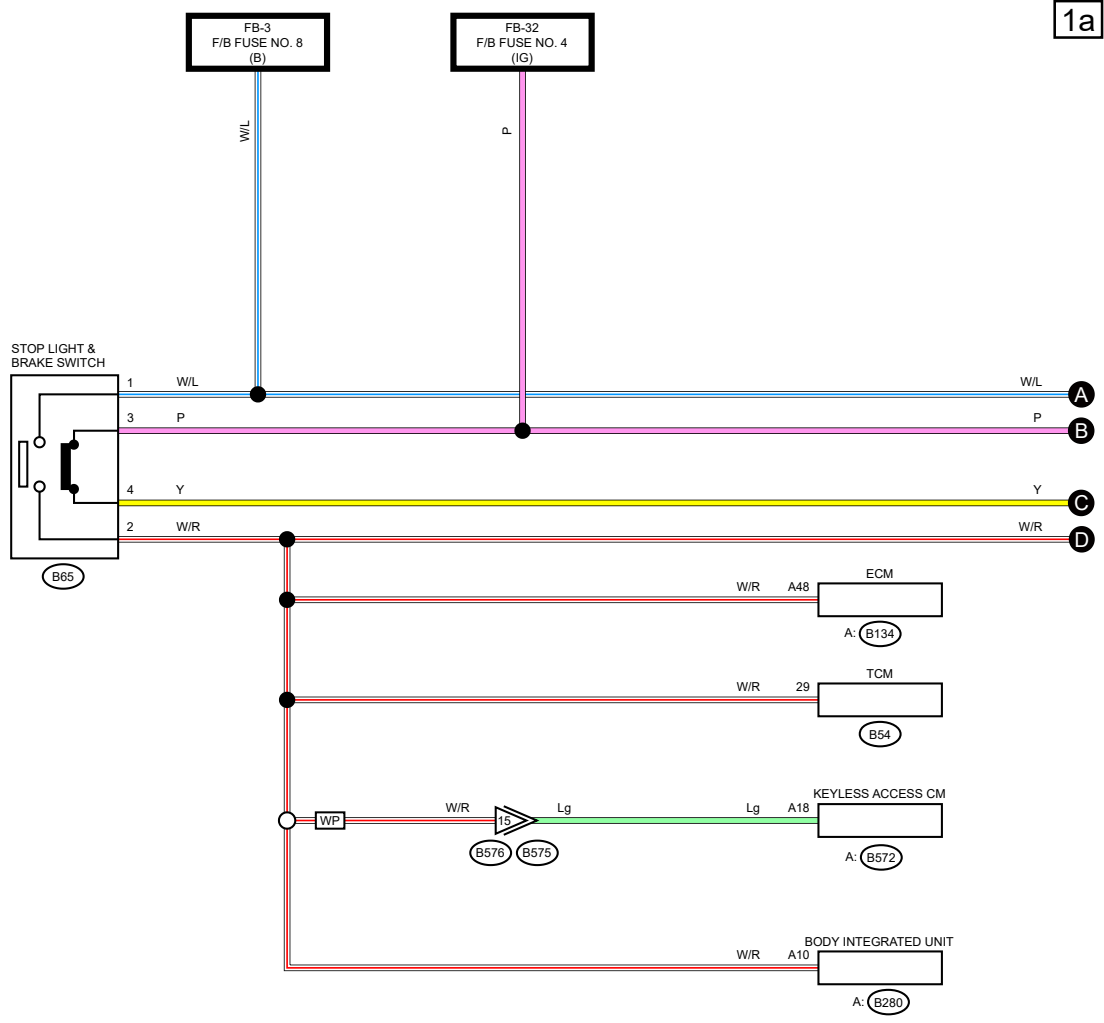 1a
FB-3
F/B FUSE NO. 8
(B)
FB-32
F/B FUSE NO. 4
(IG)
W/L
P
STOP LIGHT &
BRAKE SWITCH
1 W/L W/L A
3 P P B
4 Y Y C
2 W/R W/R D
B65
ECM
W/R A48
A: B134
TCM
W/R 29
B54
KEYLESS ACCESS CM
WP W/R 15 Lg Lg A18
B576 B575
A: B572
BODY INTEGRATED UNIT
W/R A10
A: B280